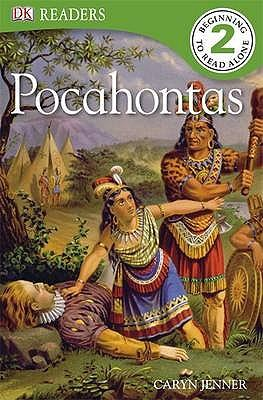 DK READERS
BEGINNING
2
TO READ ALONE
Pocahontas
CARYN JENNER